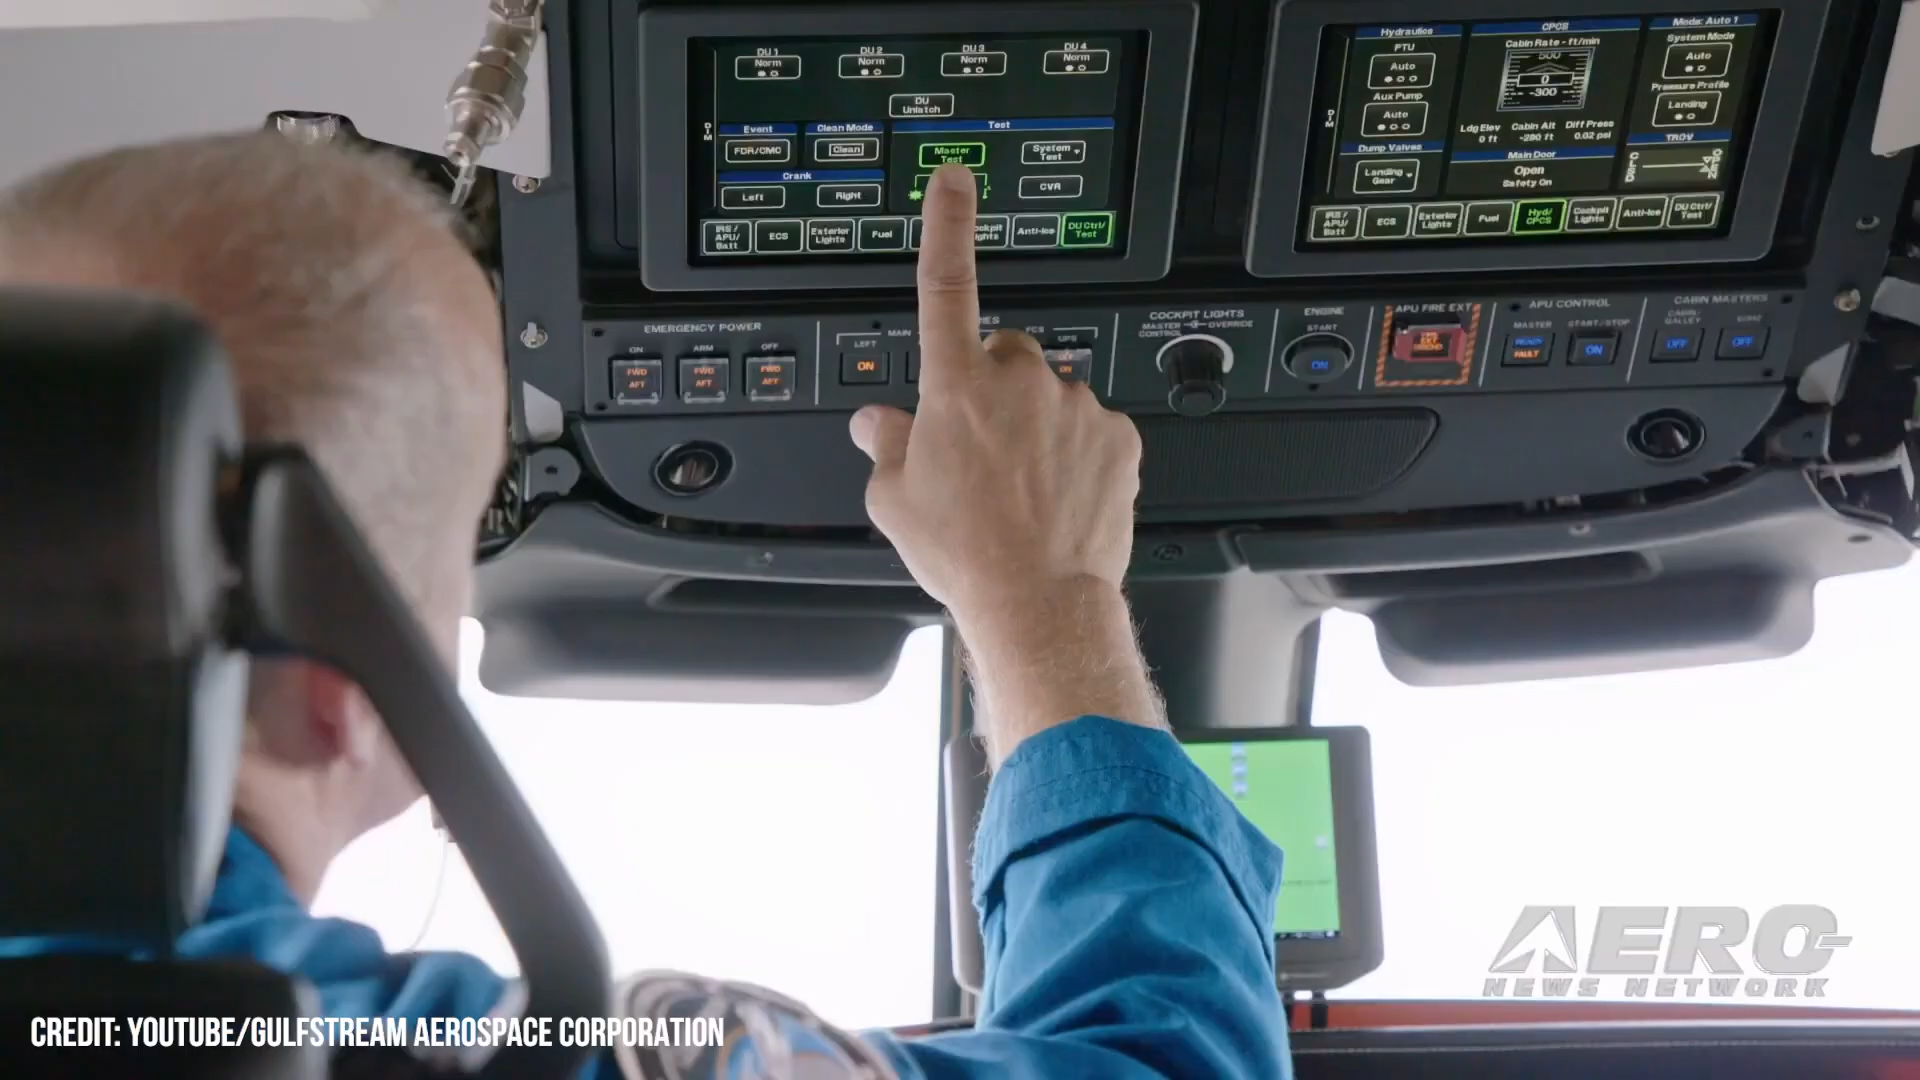 DU 1
Norm
DU 2
Norm
DU 3
Norm
DU 4
Norm
DU
Unlatch
DIM
Event
FDR/CMC
Clean Mode
Clean
Test
Master
Test
System
Test
CVR
Crank
Left
Right
IRS/
APU/
Batt
ECS
Exterior
Lights
Fuel
Anti-Ice
DU Ctrl/
Test
DIM
Hydraulics
PTU
Auto
Aux Pump
Auto
Dump Valves
Landing
Gear
CPCS
Cabin Rate - ft/min
500
0
-300
Ldg Elev
0 ft
Cabin Alt
-280 ft
Diff Press
0.02 psi
Main Door
Open
Safety On
Mode: Auto 1
System Mode
Auto
Pressure Profile
Landing
TROV
IRS/
APU/
Batt
ECS
Exterior
Lights
Fuel
Hyd/
CPCS
Cockpit
Lights
Anti-Ice
DU Ctrl/
Test
EMERGENCY POWER
ON
ARM
OFF
FWD
AFT
FWD
AFT
FWD
AFT
MAIN
LEFT
ON
FCS
UPS
OFF
ON
COCKPIT LIGHTS
MASTER
CONTROL
OVERRIDE
ENGINE
START
ON
APU FIRE EXT
APU CONTROL
MASTER
READY
FAULT
START/STOP
ON
CABIN MASTERS
CABIN/
GALLEY
OFF
OFF
AERO
NEWS NETWORK
CREDIT: YOUTUBE/GULFSTREAM AEROSPACE CORPORATION